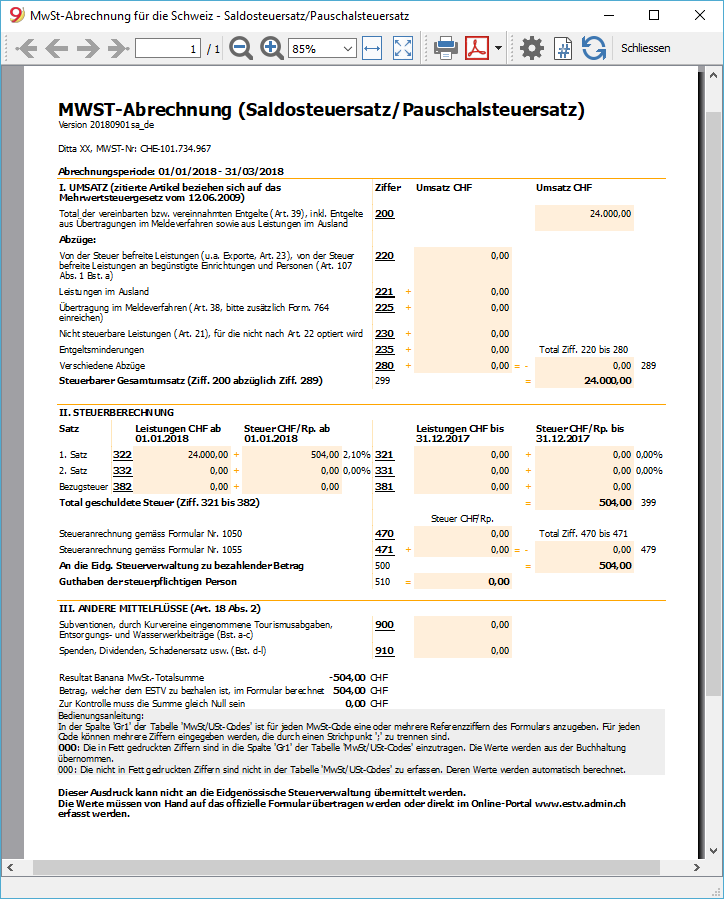 MwSt-Abrechnung für die Schweiz - Saldosteuersatz/Pauschalsteuersatz
1 / 1 85% Schliessen
MWST-Abrechnung (Saldosteuersatz/Pauschalsteuersatz)
Version 20180901sa_de
Ditta XX, MWST-Nr: CHE-101.734.967
Abrechnungsperiode: 01/01/2018 - 31/03/2018
I. UMSATZ (zitierte Artikel beziehen sich auf das Ziffer Umsatz CHF Umsatz CHF
Mehrwertsteuergesetz vom 12.06.2009)
Total der vereinbarten bzw. vereinnahmten Entgelte (Art. 39), inkl. Entgelte 200 24.000,00
aus Übertragungen im Meldeverfahren sowie aus Leistungen im Ausland
Abzüge:
Von der Steuer befreite Leistungen (u.a. Exporte, Art. 23), von der Steuer 220 0,00
befreite Leistungen an begünstigte Einrichtungen und Personen (Art. 107
Abs. 1 Bst. a)
Leistungen im Ausland 221 + 0,00
Übertragung im Meldeverfahren (Art. 38, bitte zusätzlich Form. 764 225 + 0,00
einreichen)
Nicht steuerbare Leistungen (Art. 21), für die nicht nach Art. 22 optiert wird 230 + 0,00
Entgeltsminderungen 235 + 0,00 Total Ziff. 220 bis 280
Verschiedene Abzüge 280 + 0,00 = - 0,00 289
Steuerbarer Gesamtumsatz (Ziff. 200 abzüglich Ziff. 289) 299 = 24.000,00
II. STEUERBERECHNUNG
Satz Leistungen CHF ab Steuer CHF/Rp. ab Leistungen CHF bis Steuer CHF/Rp. bis
01.01.2018 01.01.2018 31.12.2017 31.12.2017
1. Satz 322 24.000,00 + 504,00 2,10% 321 0,00 + 0,00 0,00%
2. Satz 332 0,00 + 0,00 0,00% 331 0,00 + 0,00 0,00%
Bezugsteuer 382 0,00 + 0,00 381 0,00 + 0,00
Total geschuldete Steuer (Ziff. 321 bis 382) = 504,00 399
Steuer CHF/Rp.
Steueranrechnung gemäss Formular Nr. 1050 470 0,00 Total Ziff. 470 bis 471
Steueranrechnung gemäss Formular Nr. 1055 471 + 0,00 = - 0,00 479
An die Eidg. Steuerverwaltung zu bezahlender Betrag 500 = 504,00
Guthaben der steuerpflichtigen Person 510 = 0,00
III. ANDERE MITTELFLÜSSE (Art. 18 Abs. 2)
Subventionen, durch Kurvereine eingenommene Tourismusabgaben, 900 0,00
Entsorgungs- und Wasserwerkbeiträge (Bst. a-c)
Spenden, Dividenden, Schadenersatz usw. (Bst. d-l) 910 0,00
Resultat Banana MwSt.-Totalsumme -504,00 CHF
Betrag, welcher dem ESTV zu bezhalen ist, im Formular berechnet 504,00 CHF
Zur Kontrolle muss die Summe gleich Null sein 0,00 CHF
Bedienungsanleitung:
In der Spalte 'Gr1' der Tabelle 'MwSt/USt-Codes' ist für jeden MwSt-Code eine oder mehrere Referenzziffern des Formulars anzugeben. Für jeden
Code können mehrere Ziffern eingegeben werden, die durch einen Strichpunkt ';' zu trennen sind.
000: Die in Fett gedruckten Ziffern sind in die Spalte 'Gr1' der Tabelle 'MwSt/USt-Codes' einzutragen. Die Werte werden aus der Buchhaltung
übernommen.
000: Die nicht in Fett gedruckten Ziffern sind nicht in der Tabelle 'MwSt/USt-Codes' zu erfassen. Deren Werte werden automatisch berechnet.
Dieser Ausdruck kann nicht an die Eidgenössische Steuerverwaltung übermittelt werden.
Die Werte müssen von Hand auf das offizielle Formular übertragen werden oder direkt im Online-Portal www.estv.admin.ch
erfasst werden.